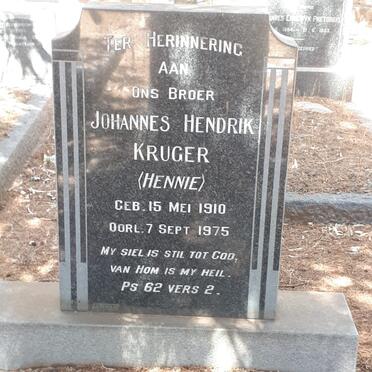 Ter Herinnering
aan
ons Broer
Johannes Hendrik
Kruger
(Hennie)
Geb. 15 Mei 1910
Oorl. 7 Sept 1975
My siel is stil tot God,
van Hom is my heil.
Ps 62 vers 2.